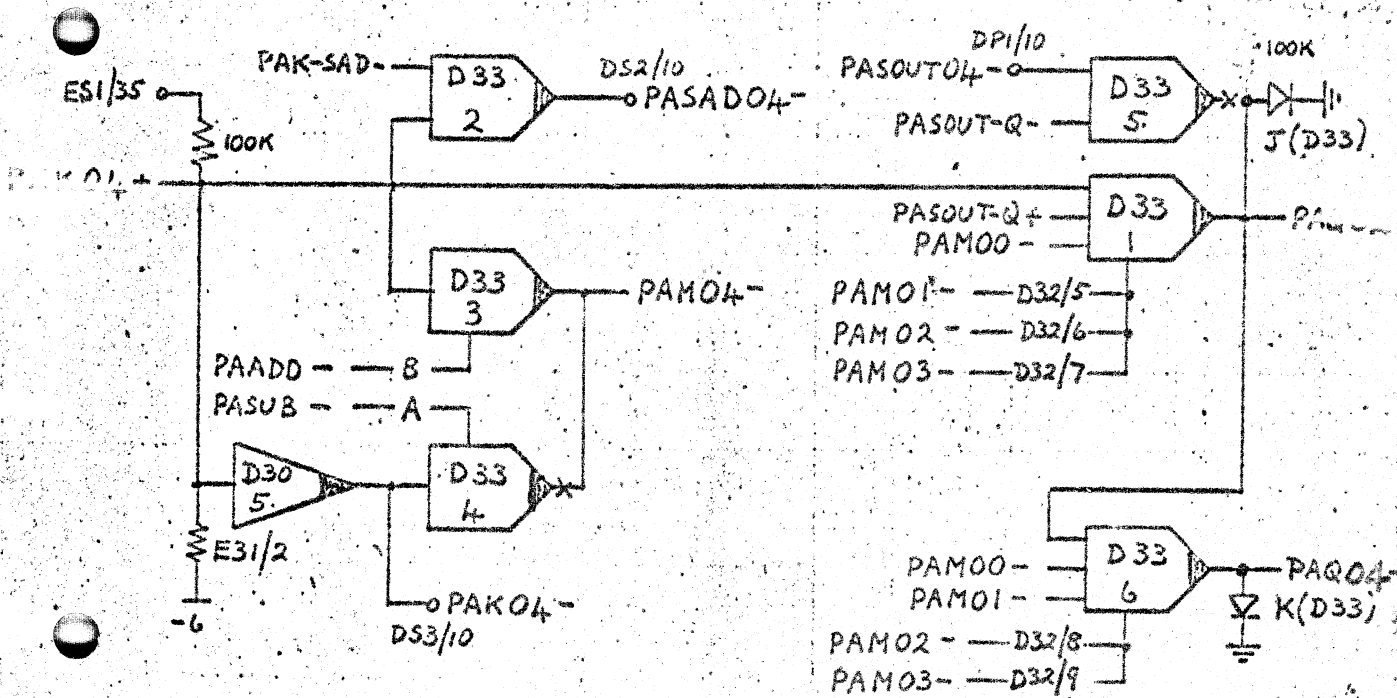 PAK-SAD-
D33
2
DS2/10
PASAD04-
ES1/35
100K
D33
3
PAM04-
PAADD - B
PASUB - A
D30
5.
D33
4
E31/2
-6
PAK04-
DS3/10
DP1/10
PASOUT04-
PASOUT-Q-
D33
5.
100K
J(D33)
PASOUT-Q+
PAM00-
D33
1
PAM01- D32/5
PAM02- D32/6
PAM03- D32/7
PAM00-
PAM01-
D33
6
PAQ04-
K(D33)
PAM02- D32/8
PAM03- D32/9